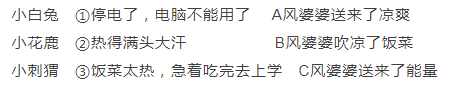 小白兔 ①停电了，电脑不能用了 A风婆婆送来了凉爽
小花鹿 ②热得满头大汗 B风婆婆吹凉了饭菜
小刺猬 ③饭菜太热，急着吃完去上学 C风婆婆送来了能量